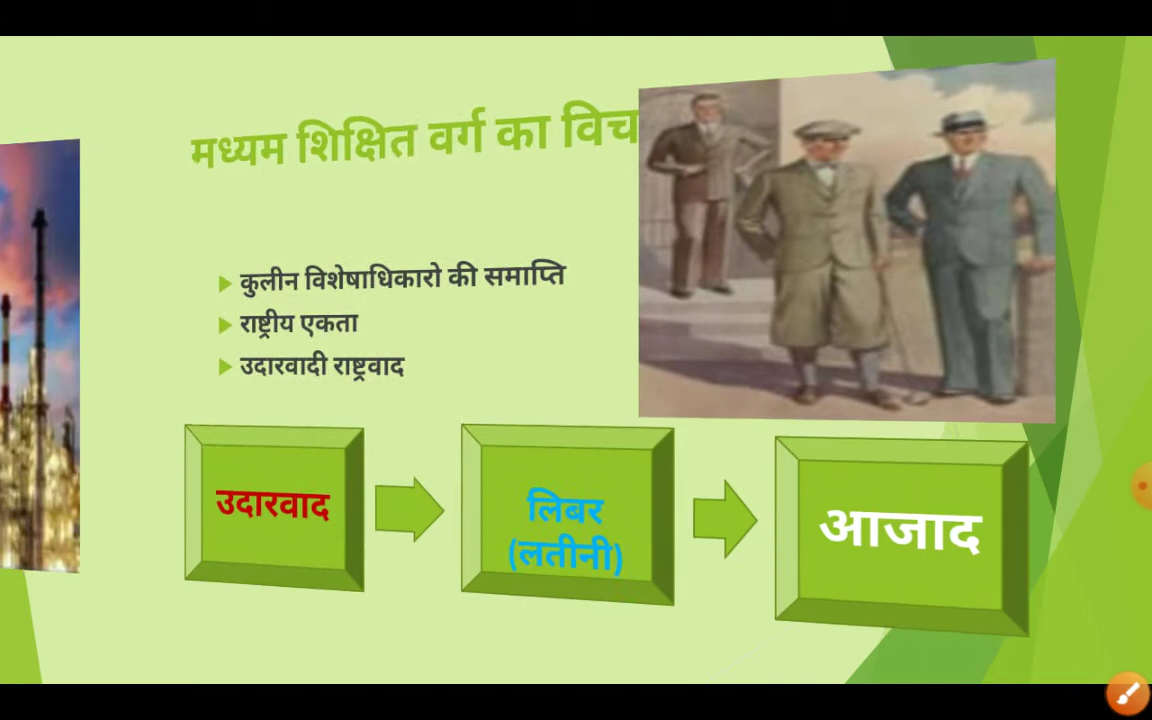 मध्यम शिक्षित वर्ग का
कुलीन विशेषाधिकारो की समाप्ति
राष्ट्रीय एकता
उदारवादी राष्ट्रवाद
उदारवाद
लिबर
(लतीनी)
आजाद